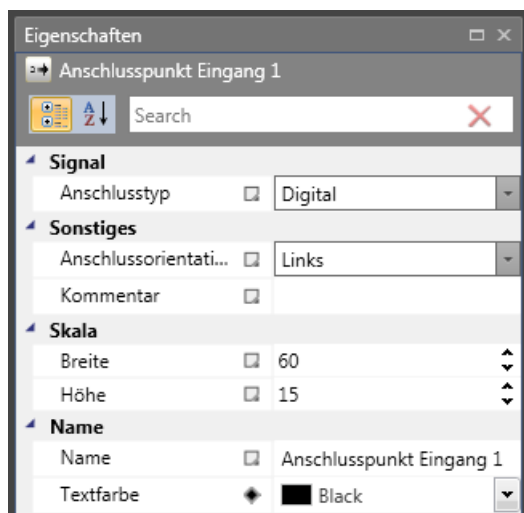 Eigenschaften
Anschlusspunkt Eingang 1
Search
Signal
Anschlusstyp Digital
Sonstiges
Anschlussorientati... Links
Kommentar
Skala
Breite 60
Höhe 15
Name
Name Anschlusspunkt Eingang 1
Textfarbe Black